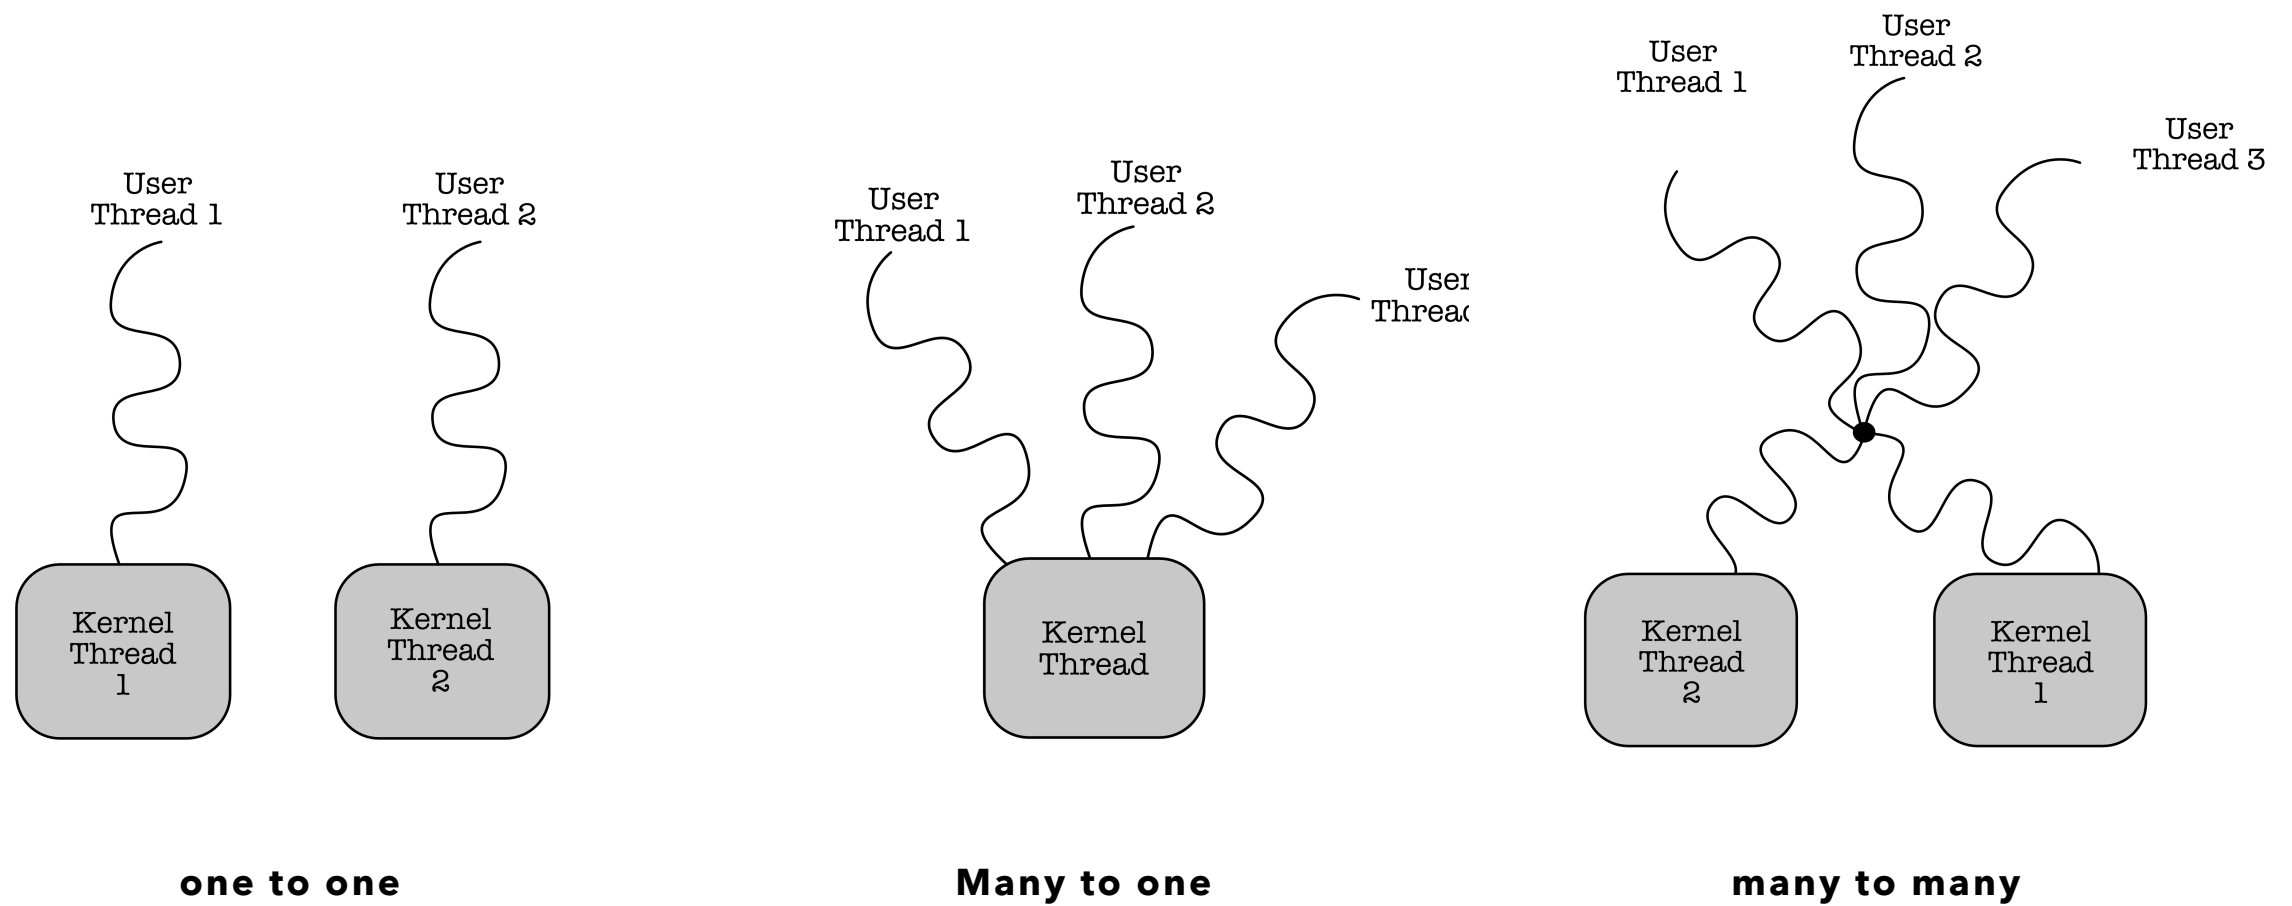 User
Thread 1
User
Thread 2
Kernel
Thread
1
Kernel
Thread
2
one to one
User
Thread 1
User
Thread 2
User
Kernel
Thread
Many to one
User
Thread 1
User
Thread 2
User
Thread 3
Kernel
Thread
2
Kernel
Thread
1
many to many